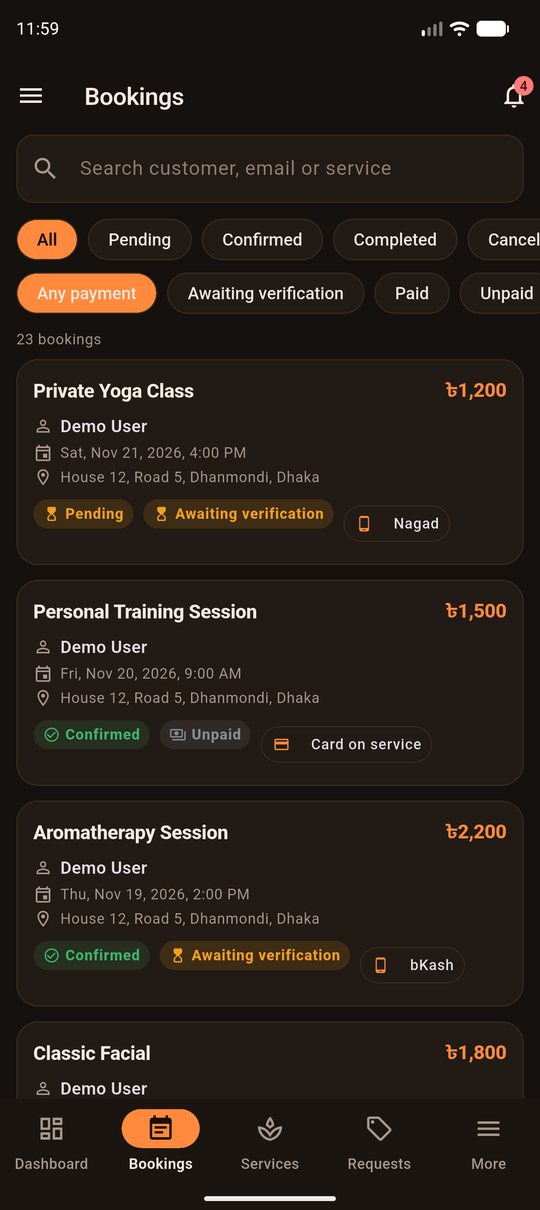 11:59
Bookings
4
Search customer, email or service
All Pending Confirmed Completed Cancel
Any payment Awaiting verification Paid Unpaid
23 bookings
Private Yoga Class ৳1,200
Demo User
Sat, Nov 21, 2026, 4:00 PM
House 12, Road 5, Dhanmondi, Dhaka
Pending Awaiting verification Nagad
Personal Training Session ৳1,500
Demo User
Fri, Nov 20, 2026, 9:00 AM
House 12, Road 5, Dhanmondi, Dhaka
Confirmed Unpaid Card on service
Aromatherapy Session ৳2,200
Demo User
Thu, Nov 19, 2026, 2:00 PM
House 12, Road 5, Dhanmondi, Dhaka
Confirmed Awaiting verification bKash
Classic Facial ৳1,800
Demo User
Dashboard Bookings Services Requests More